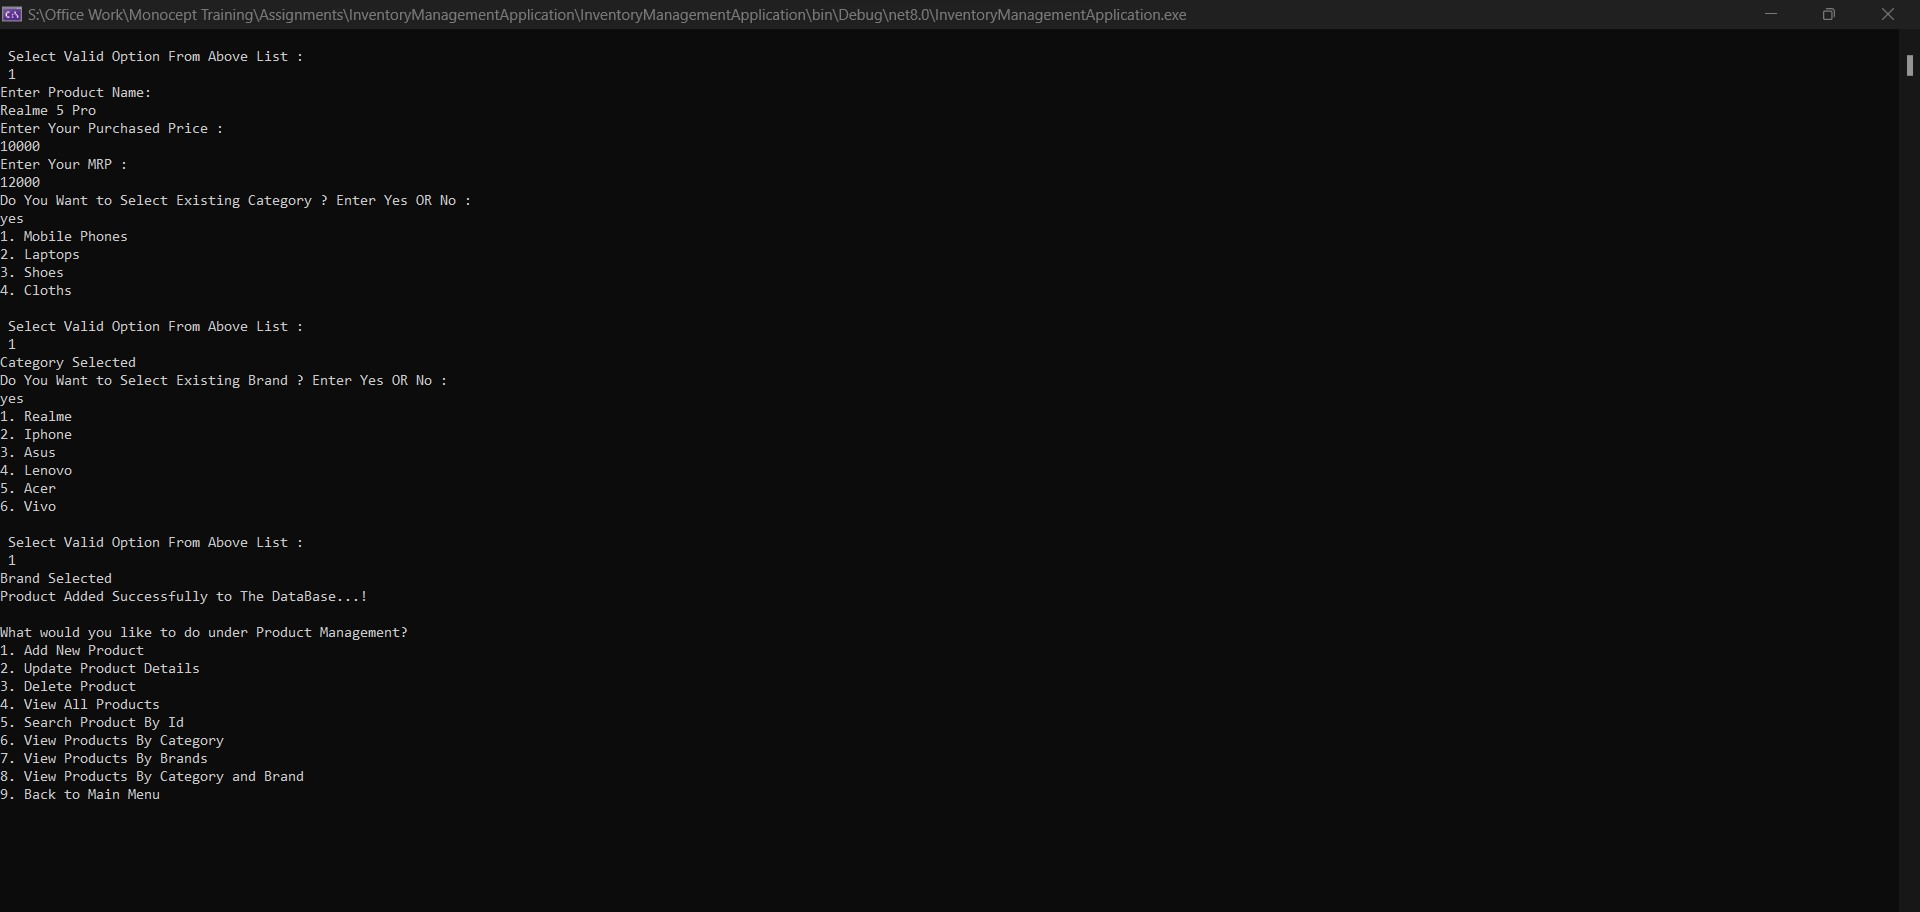 S:\Office Work\Monocept Training\Assignments\InventoryManagementApplication\InventoryManagementApplication\bin\Debug\net8.0\InventoryManagementApplication.exe
Select Valid Option From Above List :
1
Enter Product Name:
Realme 5 Pro
Enter Your Purchased Price :
10000
Enter Your MRP :
12000
Do You Want to Select Existing Category ? Enter Yes OR No :
yes
1. Mobile Phones
2. Laptops
3. Shoes
4. Cloths
Select Valid Option From Above List :
1
Category Selected
Do You Want to Select Existing Brand ? Enter Yes OR No :
yes
1. Realme
2. Iphone
3. Asus
4. Lenovo
5. Acer
6. Vivo
Select Valid Option From Above List :
1
Brand Selected
Product Added Successfully to The DataBase...!
What would you like to do under Product Management?
1. Add New Product
2. Update Product Details
3. Delete Product
4. View All Products
5. Search Product By Id
6. View Products By Category
7. View Products By Brands
8. View Products By Category and Brand
9. Back to Main Menu